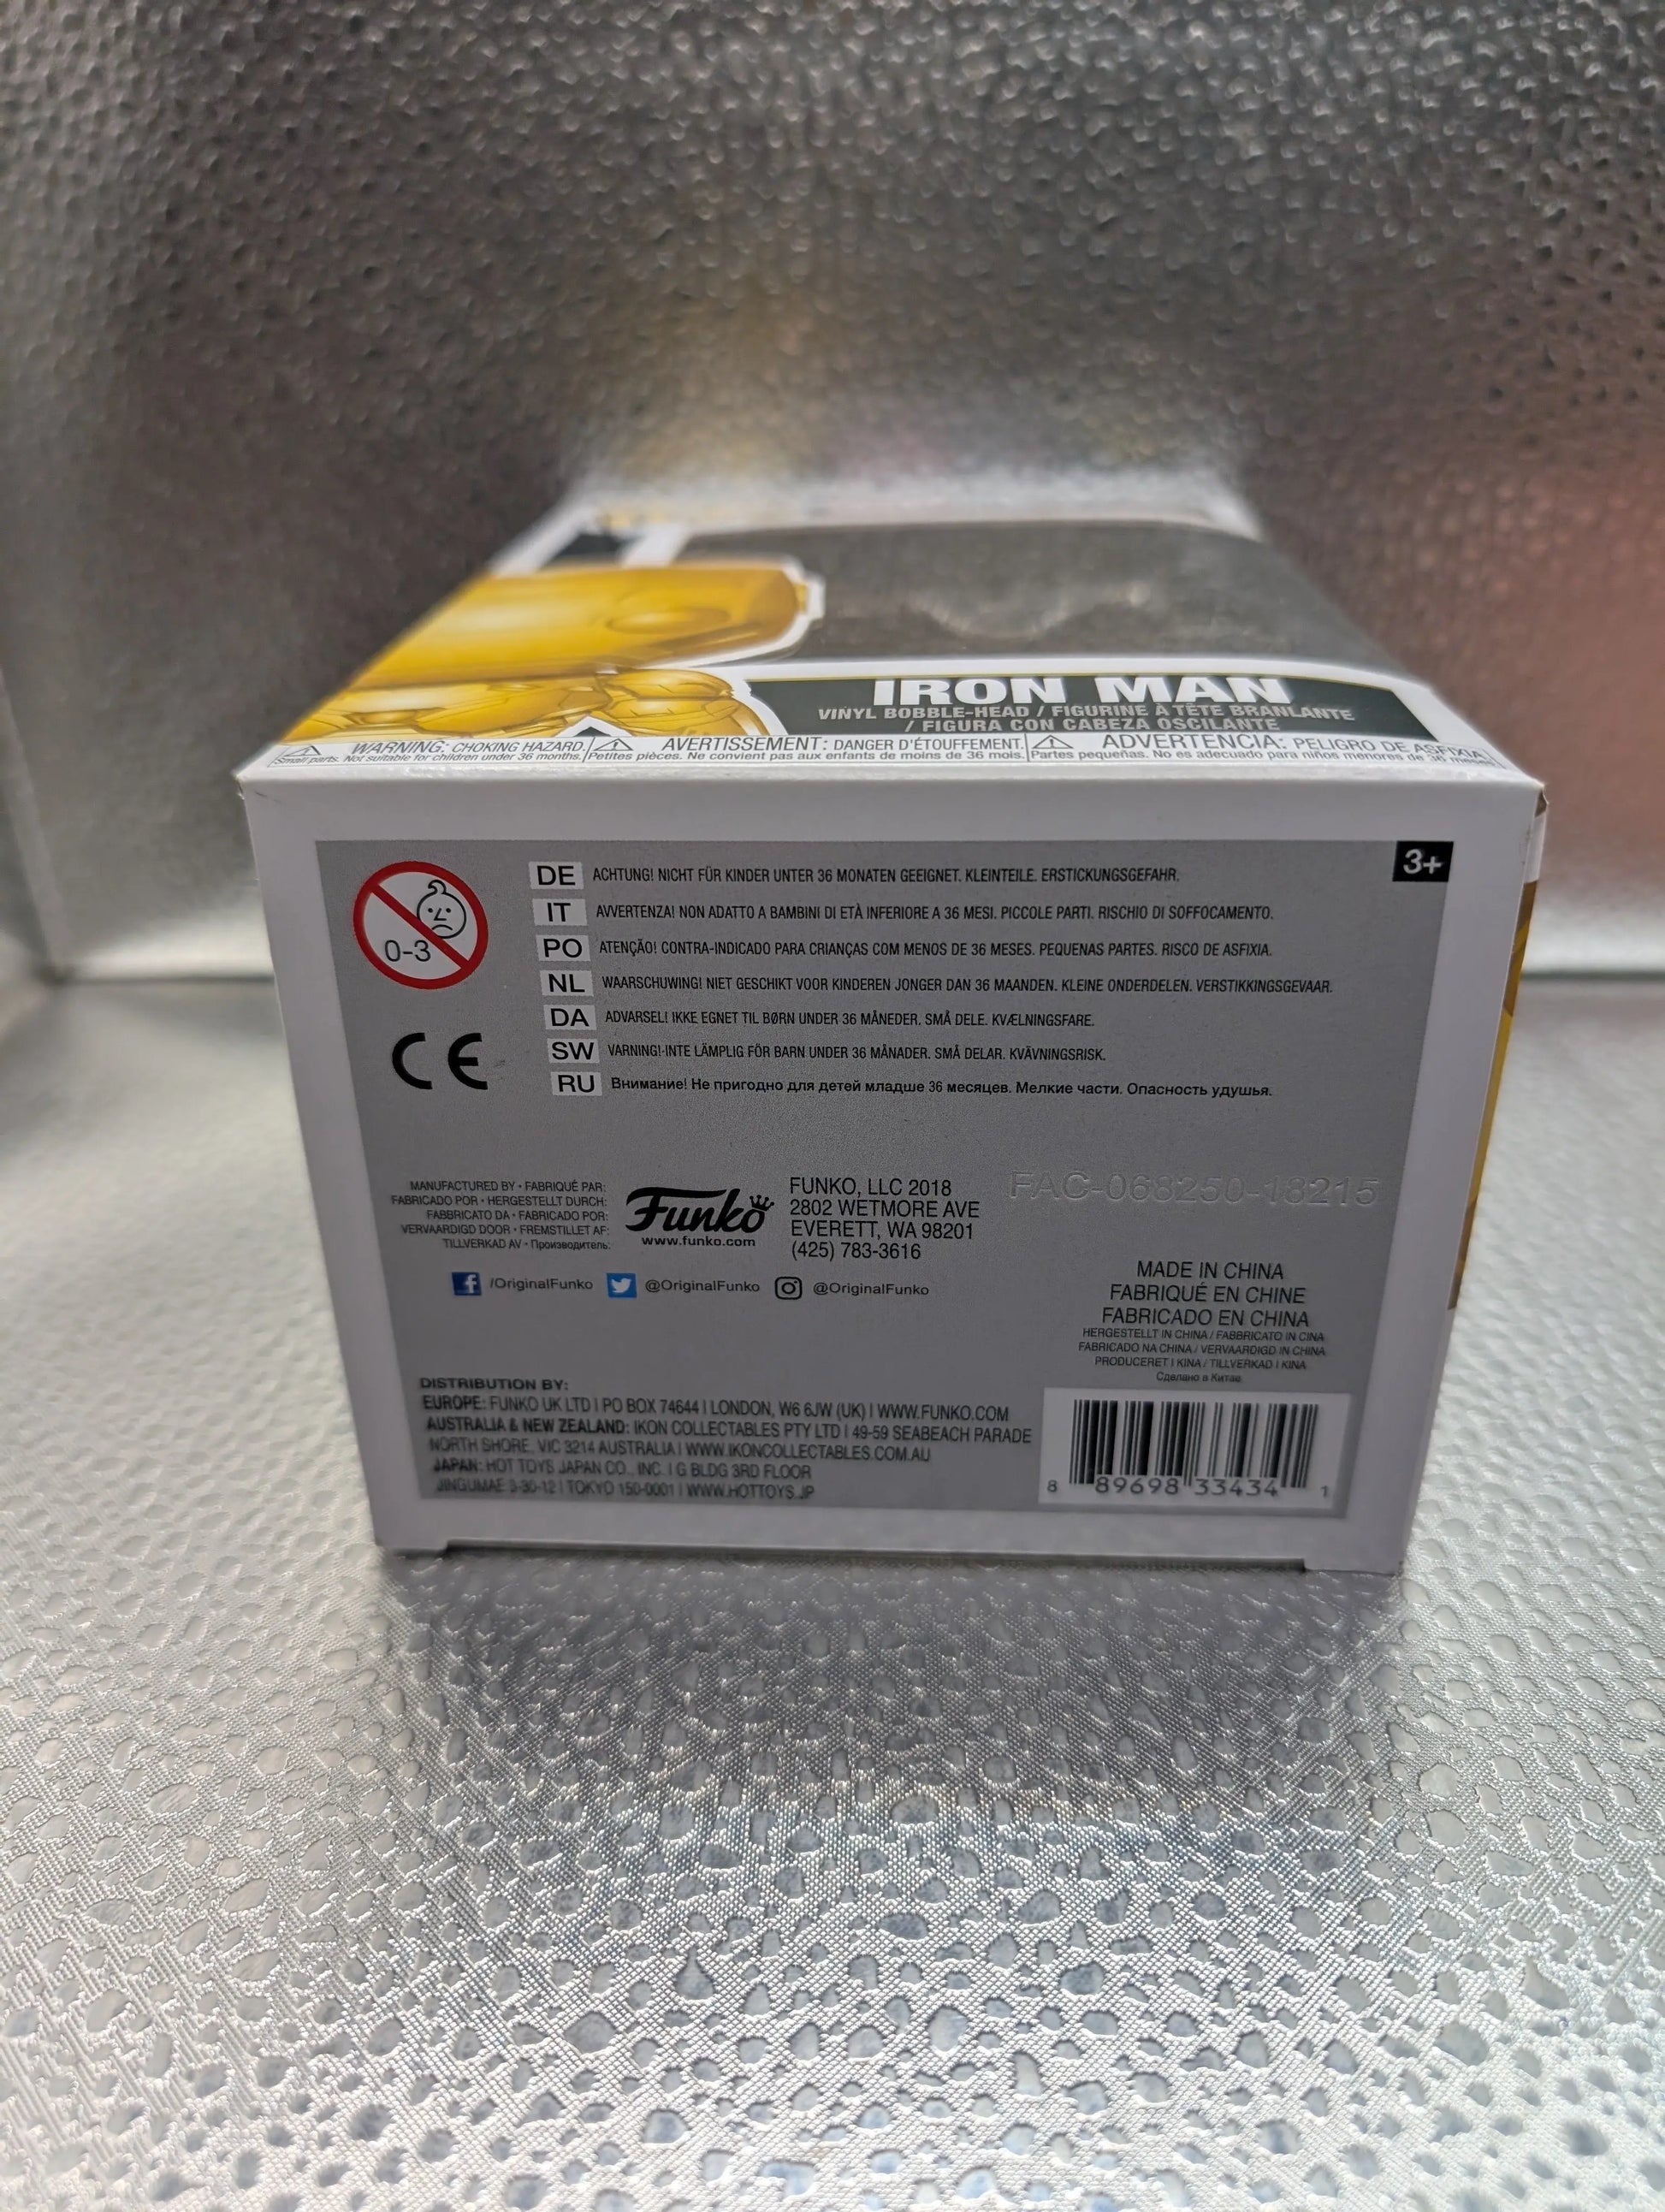 IRON MAN
VINYL BOBBLE-HEAD / FIGURINE À TÊTE BRANLANTE
/ FIGURA CON CABEZA OSCILANTE
WARNING: CHOKING HAZARD.
Small parts. Not suitable for children under 36 months.
AVERTISSEMENT: DANGER D'ÉTOUFFEMENT.
Petites pièces. Ne convient pas aux enfants de moins de 36 mois.
ADVERTENCIA: PELIGRO DE ASFIXIA.
Partes pequeñas. No es adecuado para niños menores de 36 meses.
3+
0-3
DE ACHTUNG! NICHT FÜR KINDER UNTER 36 MONATEN GEEIGNET. KLEINTEILE. ERSTICKUNGSGEFAHR.
IT AVVERTENZA! NON ADATTO A BAMBINI DI ETÀ INFERIORE A 36 MESI. PICCOLE PARTI. RISCHIO DI SOFFOCAMENTO.
PO ATENÇÃO! CONTRA-INDICADO PARA CRIANÇAS COM MENOS DE 36 MESES. PEQUENAS PARTES. RISCO DE ASFIXIA.
NL WAARSCHUWING! NIET GESCHIKT VOOR KINDEREN JONGER DAN 36 MAANDEN. KLEINE ONDERDELEN. VERSTIKKINGSGEVAAR.
DA ADVARSEL! IKKE EGNET TIL BØRN UNDER 36 MÅNEDER. SMÅ DELE. KVÆLNINGSFARE.
SW VARNING!·INTE LÄMPLIG FÖR BARN UNDER 36 MÅNADER. SMÅ DELAR. KVÄVNINGSRISK.
RU Внимание! Не пригодно для детей младше 36 месяцев. Мелкие части. Опасность удушья.
CE
MANUFACTURED BY • FABRIQUÉ PAR:
FABRICADO POR • HERGESTELLT DURCH:
FABBRICATO DA • FABRICADO POR:
VERVAARDIGD DOOR • FREMSTILLET AF:
TILLVERKAD AV • Производитель:
Funko
www.funko.com
FUNKO, LLC 2018
2802 WETMORE AVE
EVERETT, WA 98201
(425) 783-3616
FAC-068250-18215
/OriginalFunko @OriginalFunko @OriginalFunko
MADE IN CHINA
FABRIQUÉ EN CHINE
FABRICADO EN CHINA
HERGESTELLT IN CHINA / FABBRICATO IN CINA
FABRICADO NA CHINA / VERVAARDIGD IN CHINA
PRODUCERET I KINA / TILLVERKAD I KINA
Сделано в Китае
DISTRIBUTION BY:
EUROPE: FUNKO UK LTD | PO BOX 74644 | LONDON, W6 6JW (UK) | WWW.FUNKO.COM
AUSTRALIA & NEW ZEALAND: IKON COLLECTABLES PTY LTD | 49-59 SEABEACH PARADE
NORTH SHORE, VIC 3214 AUSTRALIA | WWW.IKONCOLLECTABLES.COM.AU
JAPAN: HOT TOYS JAPAN CO., INC. | G BLDG 3RD FLOOR
JINGUMAE 3-30-12 | TOKYO 150-0001 | WWW.HOTTOYS.JP
8 89698 33434 1